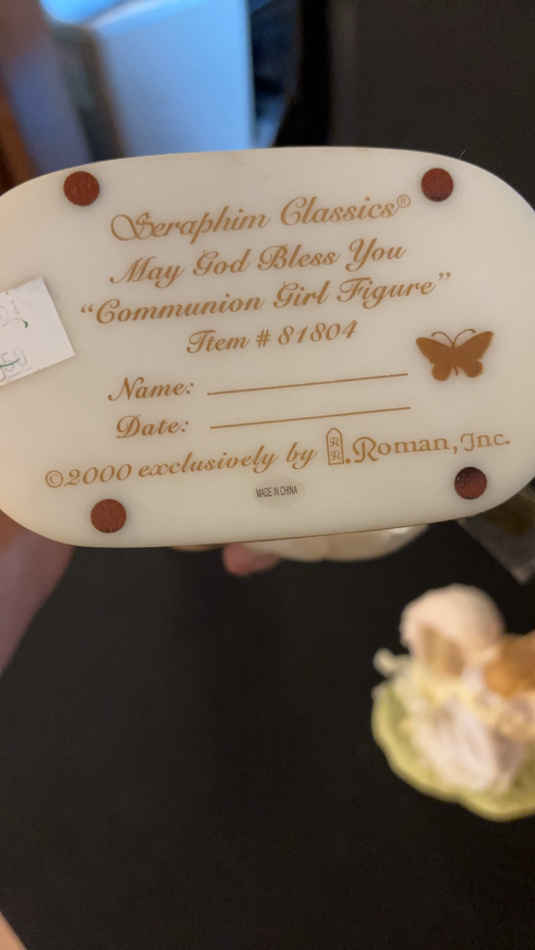 Seraphim Classics®
May God Bless You
“Communion Girl Figure”
Item # 81804
Name:
Date:
©2000 exclusively by R.Roman, Inc.
MADE IN CHINA